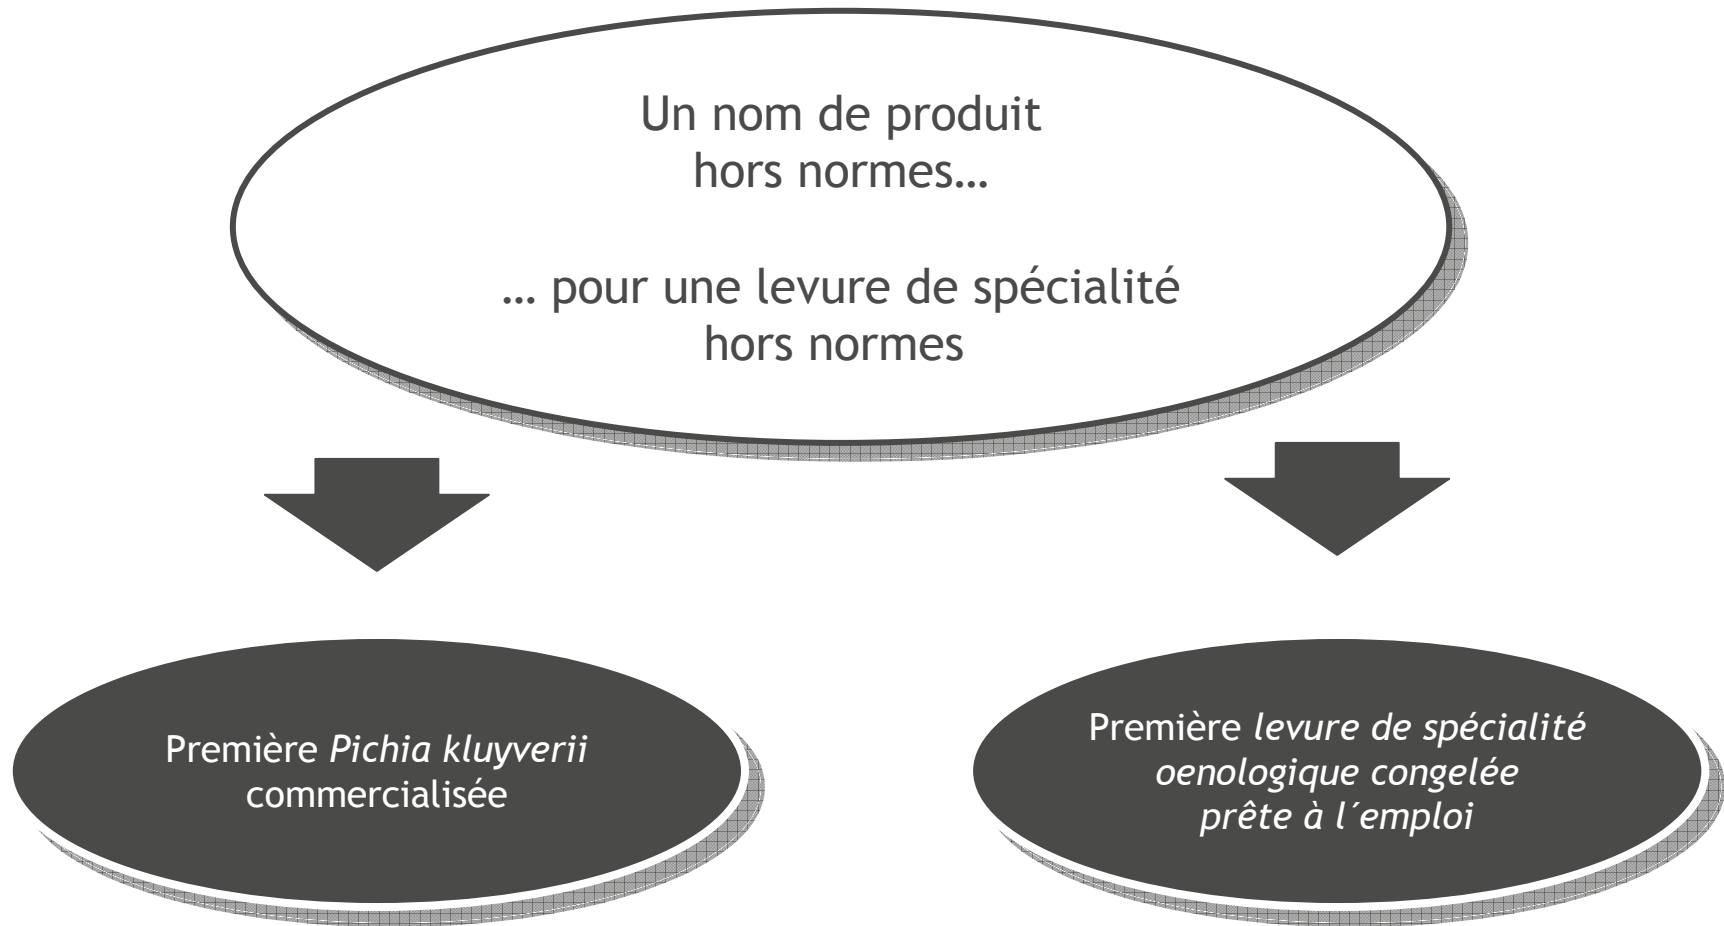 Un nom de produit
hors normes…
… pour une levure de spécialité
hors normes
Première Pichia kluyverii
commercialisée
Première levure de spécialité
oenologique congelée
prête à l´emploi